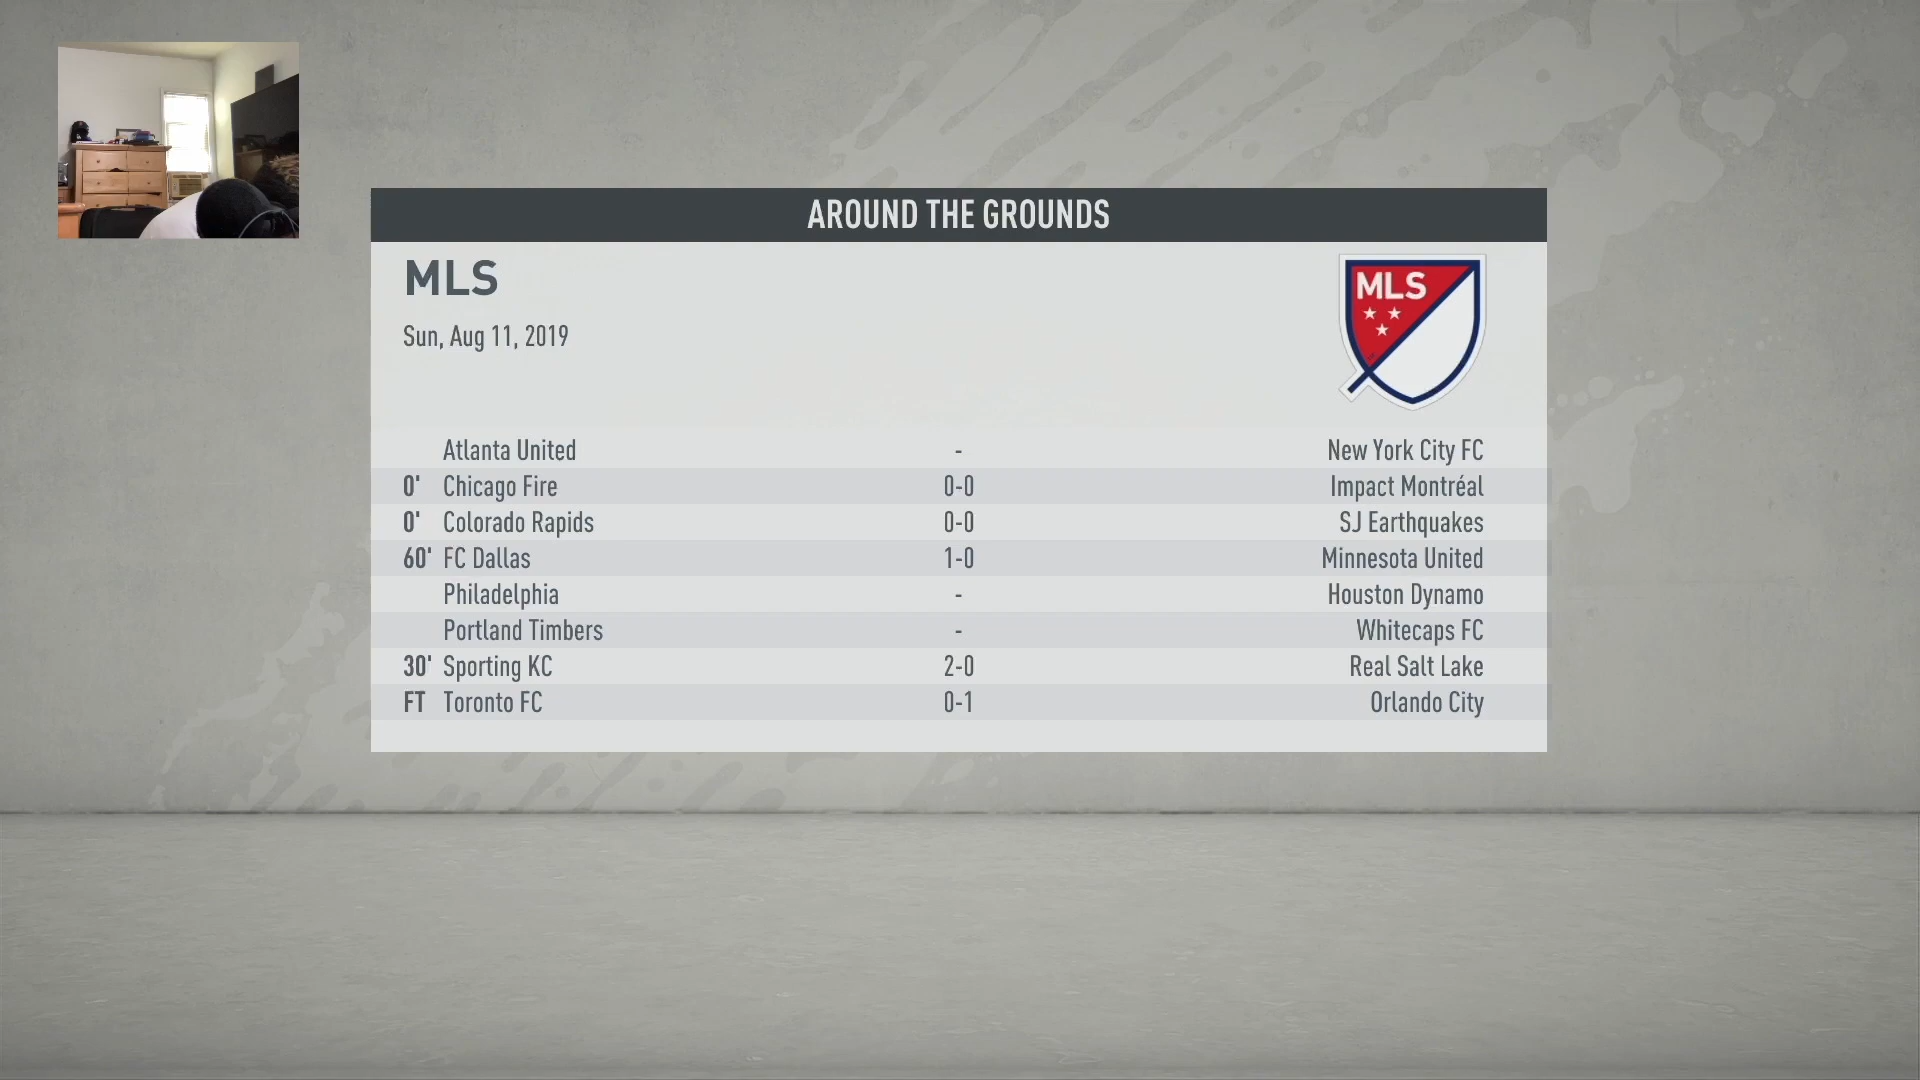 AROUND THE GROUNDS
MLS
MLS
Sun, Aug 11, 2019
Atlanta United - New York City FC
0' Chicago Fire 0-0 Impact Montréal
0' Colorado Rapids 0-0 SJ Earthquakes
60' FC Dallas 1-0 Minnesota United
Philadelphia - Houston Dynamo
Portland Timbers - Whitecaps FC
30' Sporting KC 2-0 Real Salt Lake
FT Toronto FC 0-1 Orlando City